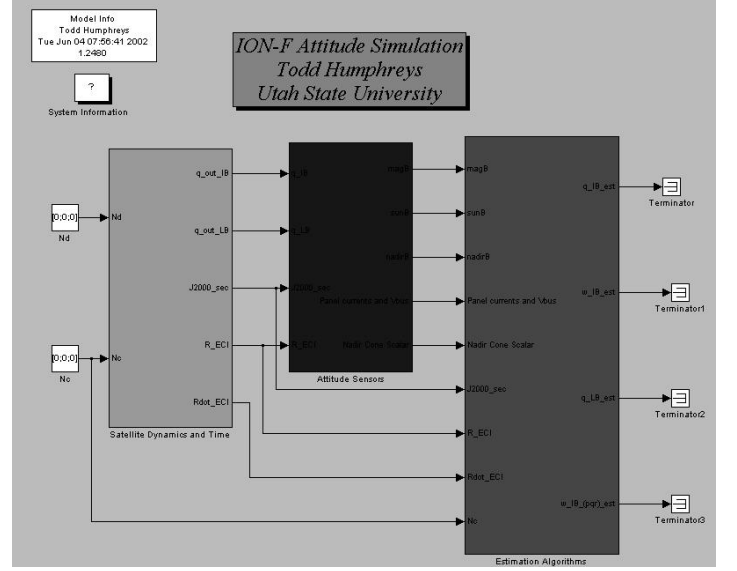 Model Info
Todd Humphreys
Tue Jun 04 07:56:41 2002
1.2480
?
System Information
ION-F Attitude Simulation
Todd Humphreys
Utah State University
[0;0;0]
Nd
[0;0;0]
Nc
Nd
Nc
q_out_IB
q_out_LB
J2000_sec
R_ECI
Rdot_ECI
Satellite Dynamics and Time
q_IB
q_LB
J2000_sec
R_ECI
magB
sunB
nadirB
Panel currents and Vbus
Nadir Cone Scalar
Attitude Sensors
magB
sunB
nadirB
Panel currents and Vbus
Nadir Cone Scalar
J2000_sec
R_ECI
Rdot_ECI
Nc
q_IB_est
w_IB_est
q_LB_est
w_IB_(pqr)_est
Estimation Algorithms
Terminator
Terminator1
Terminator2
Terminator3